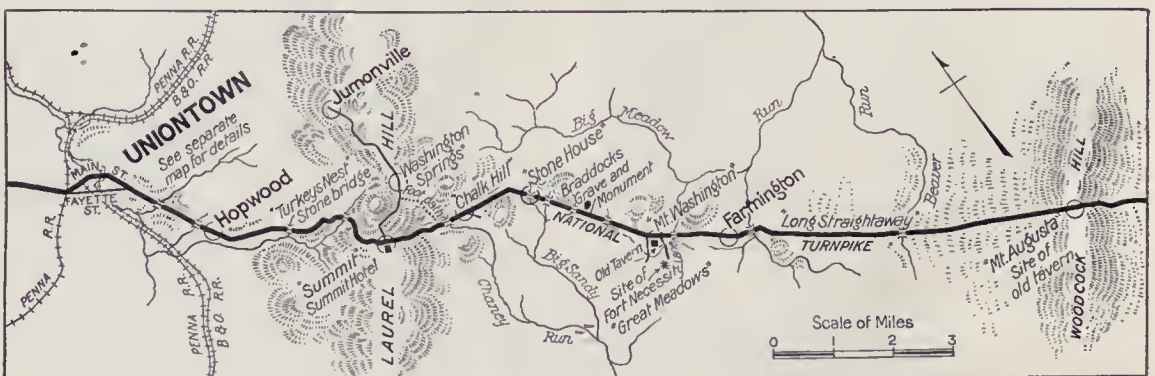 PENNA R.R.
B&O. RR
UNIONTOWN
See separate
map for details
MAIN ST.
FAYETTE
ST.
R.R.
PENNA
PENNA R.R.
B&O. R.R.
Hopwood
"Turkeys Nest"
Stone bridge
Jumonville
LAUREL HILL
"Washington
Springs"
Foot
"Summit"
Summit Hotel
"Chalk Hill"
Chaney Run
Big Sandy
"Stone House"
Braddocks
Grave and
Monument
Big Meadow Run
NATIONAL
TURNPIKE
"Mt Washington"
Old Tavern
Site of
Fort Necessity
"Great Meadows"
Farmington
"Long Straightaway"
Beaver Run
"Mt. Augusta"
Site of
old tavern
WOODCOCK HILL
Scale of Miles
0 1 2 3